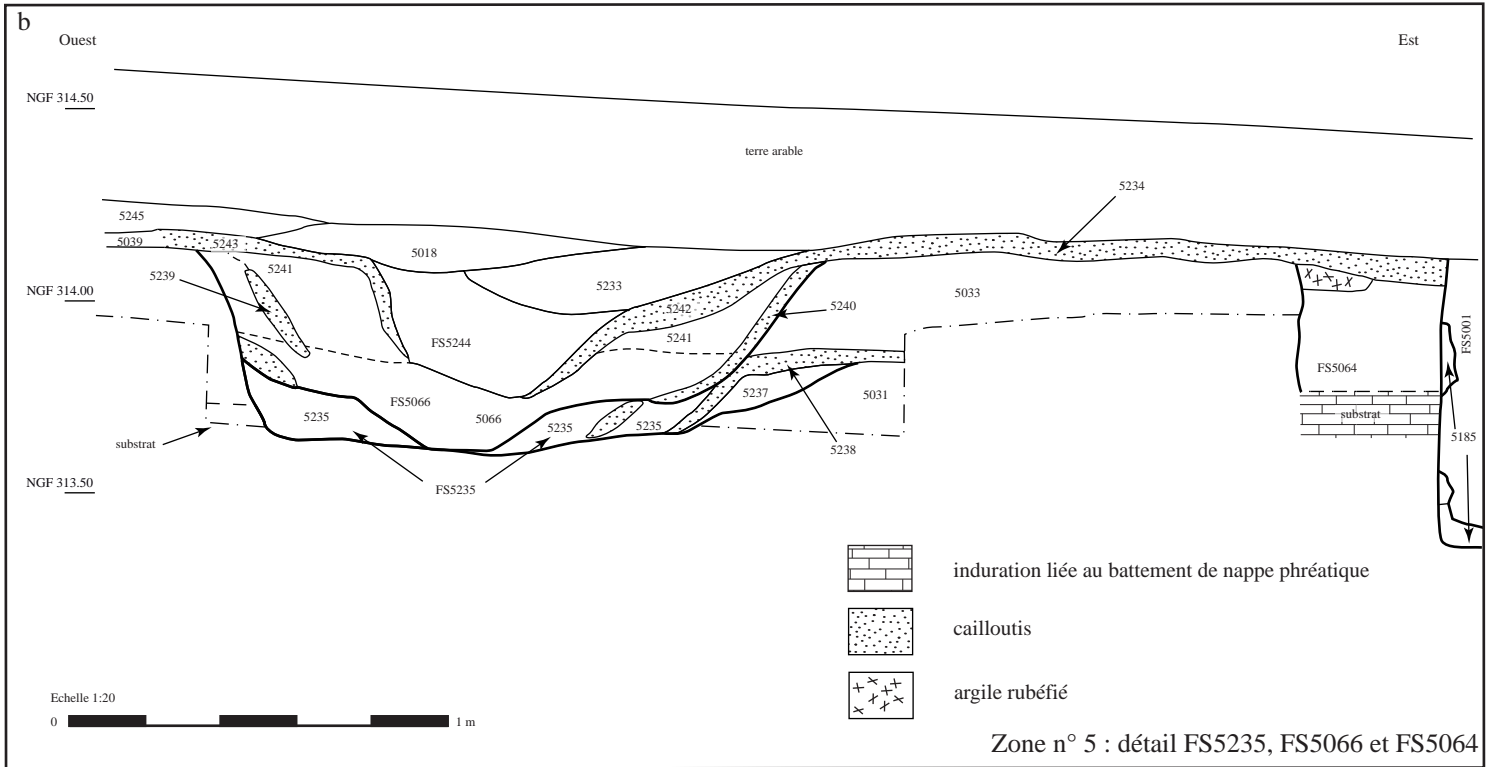 b
Ouest
Est
NGF 314.50
terre arable
5234
5245
5039
5243
5018
5241
5239
5233
NGF 314.00
5242
5240
5033
5241
FS5244
FS5001
FS5064
FS5066
5237
5031
5235
5066
5235
5235
substrat
substrat
5238
5185
NGF 313.50
FS5235
induration liée au battement de nappe phréatique
cailloutis
argile rubéfié
Echelle 1:20
0
1 m
Zone n° 5 : détail FS5235, FS5066 et FS5064